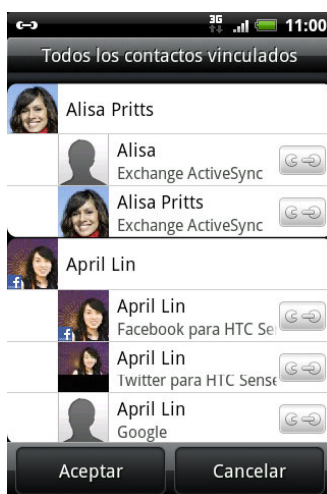 3G 11:00
Todos los contactos vinculados
Alisa Pritts
Alisa
Exchange ActiveSync
Alisa Pritts
Exchange ActiveSync
April Lin
April Lin
Facebook para HTC Se
April Lin
Twitter para HTC Sense
April Lin
Google
Aceptar Cancelar